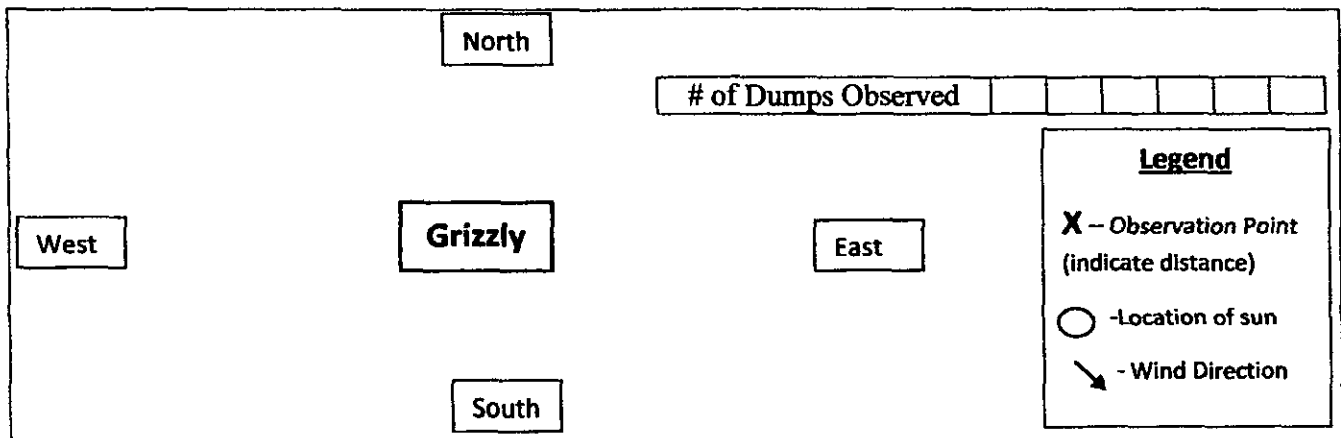 North
# of Dumps Observed
Legend
West
Grizzly
East
X – Observation Point
(indicate distance)
-Location of sun
- Wind Direction
South